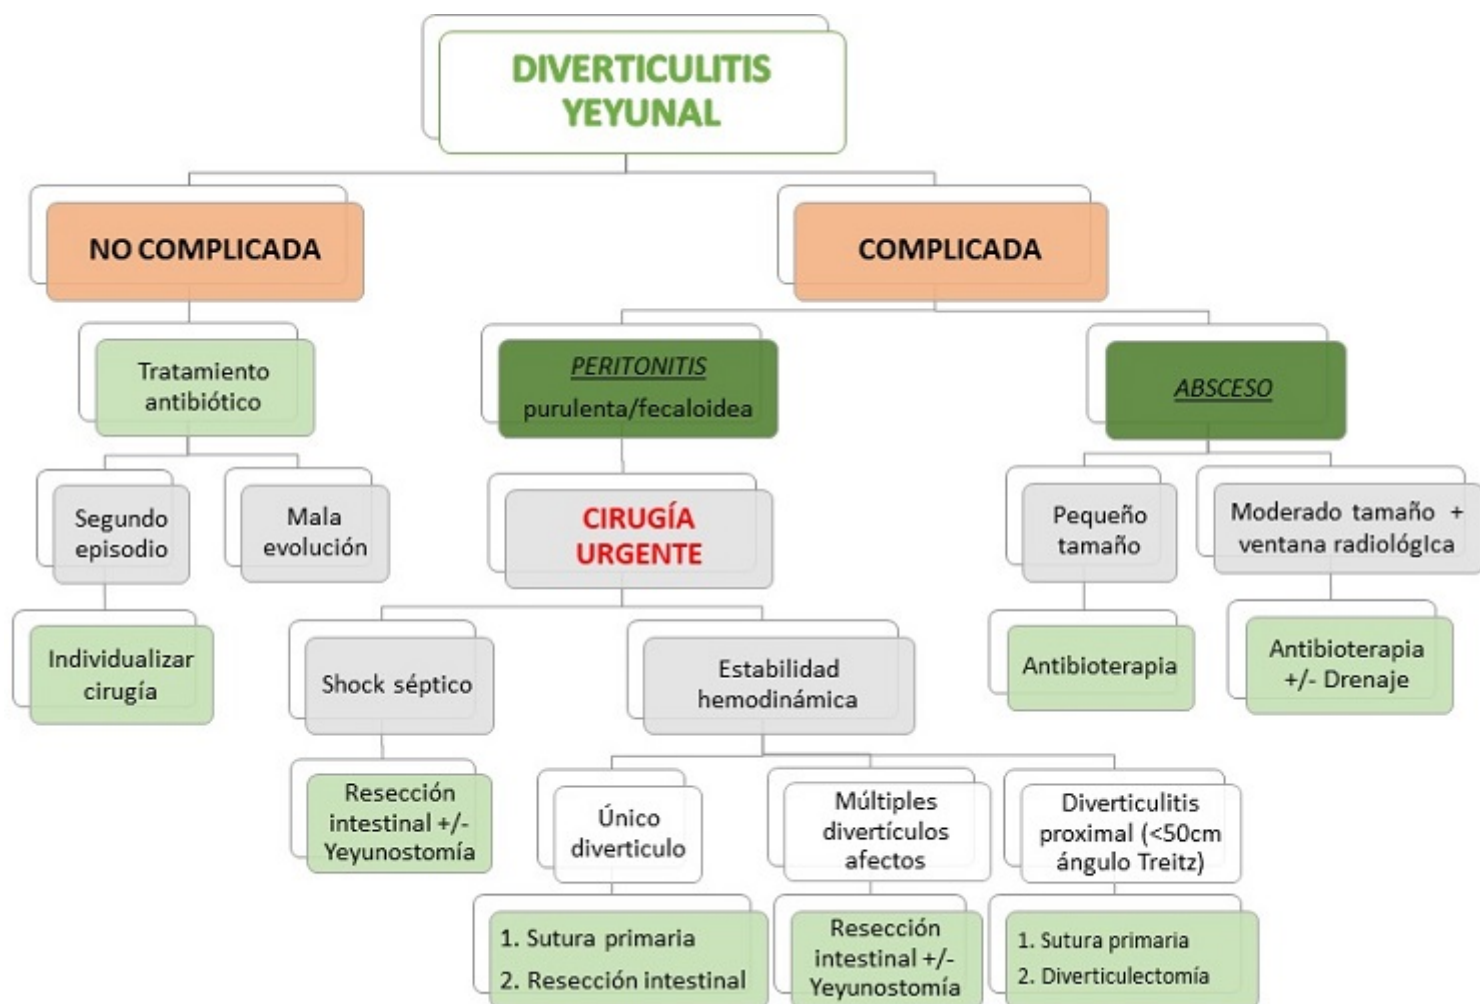 DIVERTICULITIS
YEYUNAL
NO COMPLICADA
COMPLICADA
Tratamiento
antibiótico
PERITONITIS
purulenta/fecaloidea
ABSCESO
Segundo
episodio
Mala
evolución
CIRUGÍA
URGENTE
Pequeño
tamaño
Moderado tamaño +
ventana radiológIca
Individualizar
cirugía
Shock séptico
Estabilidad
hemodinámica
Antibioterapia
Antibioterapia
+/- Drenaje
Resección
intestinal +/-
Yeyunostomía
Único
diverticulo
Múltiples
divertículos
afectos
Diverticulitis
proximal (<50cm
ángulo Treitz)
1. Sutura primaria
2. Resección intestinal
Resección
intestinal +/-
Yeyunostomía
1. Sutura primaria
2. Diverticulectomía